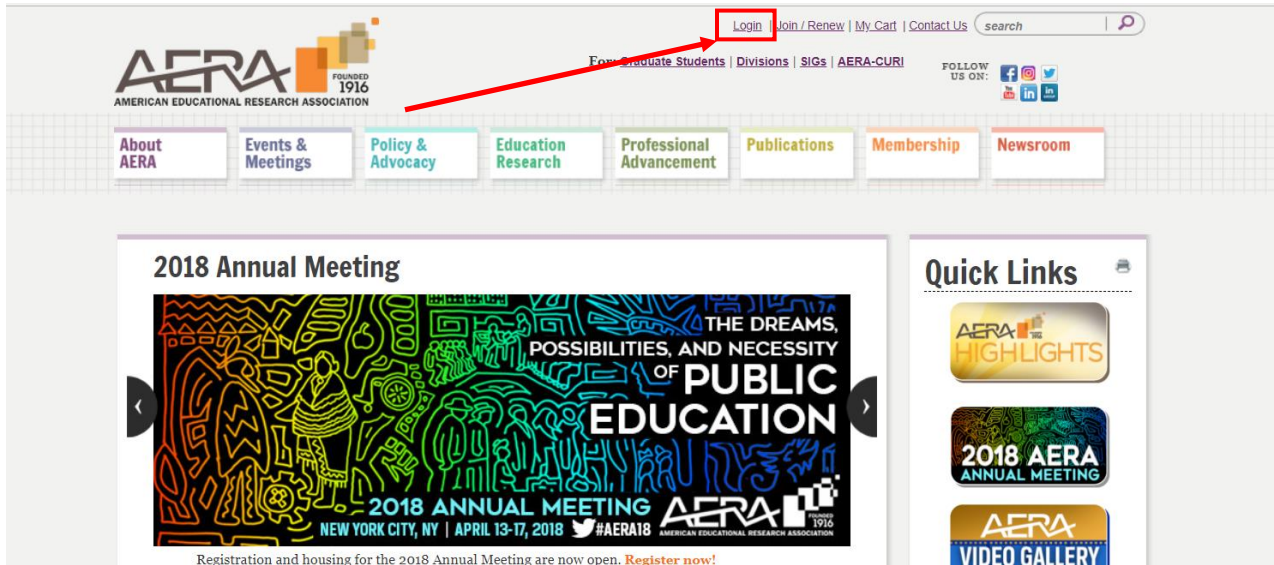 Login | Join / Renew | My Cart | Contact Us search
AERA
FOUNDED
1916
AMERICAN EDUCATIONAL RESEARCH ASSOCIATION
For: Graduate Students | Divisions | SIGs | AERA-CURI
FOLLOW
US ON:
About
AERA
Events &
Meetings
Policy &
Advocacy
Education
Research
Professional
Advancement
Publications
Membership
Newsroom
2018 Annual Meeting
THE DREAMS,
POSSIBILITIES, AND NECESSITY
OF PUBLIC
EDUCATION
2018 ANNUAL MEETING
NEW YORK CITY, NY | APRIL 13-17, 2018 #AERA18
AERA
FOUNDED
1916
AMERICAN EDUCATIONAL RESEARCH ASSOCIATION
Registration and housing for the 2018 Annual Meeting are now open. Register now!
Quick Links
AERA
HIGHLIGHTS
2018 AERA
ANNUAL MEETING
AERA
VIDEO GALLERY